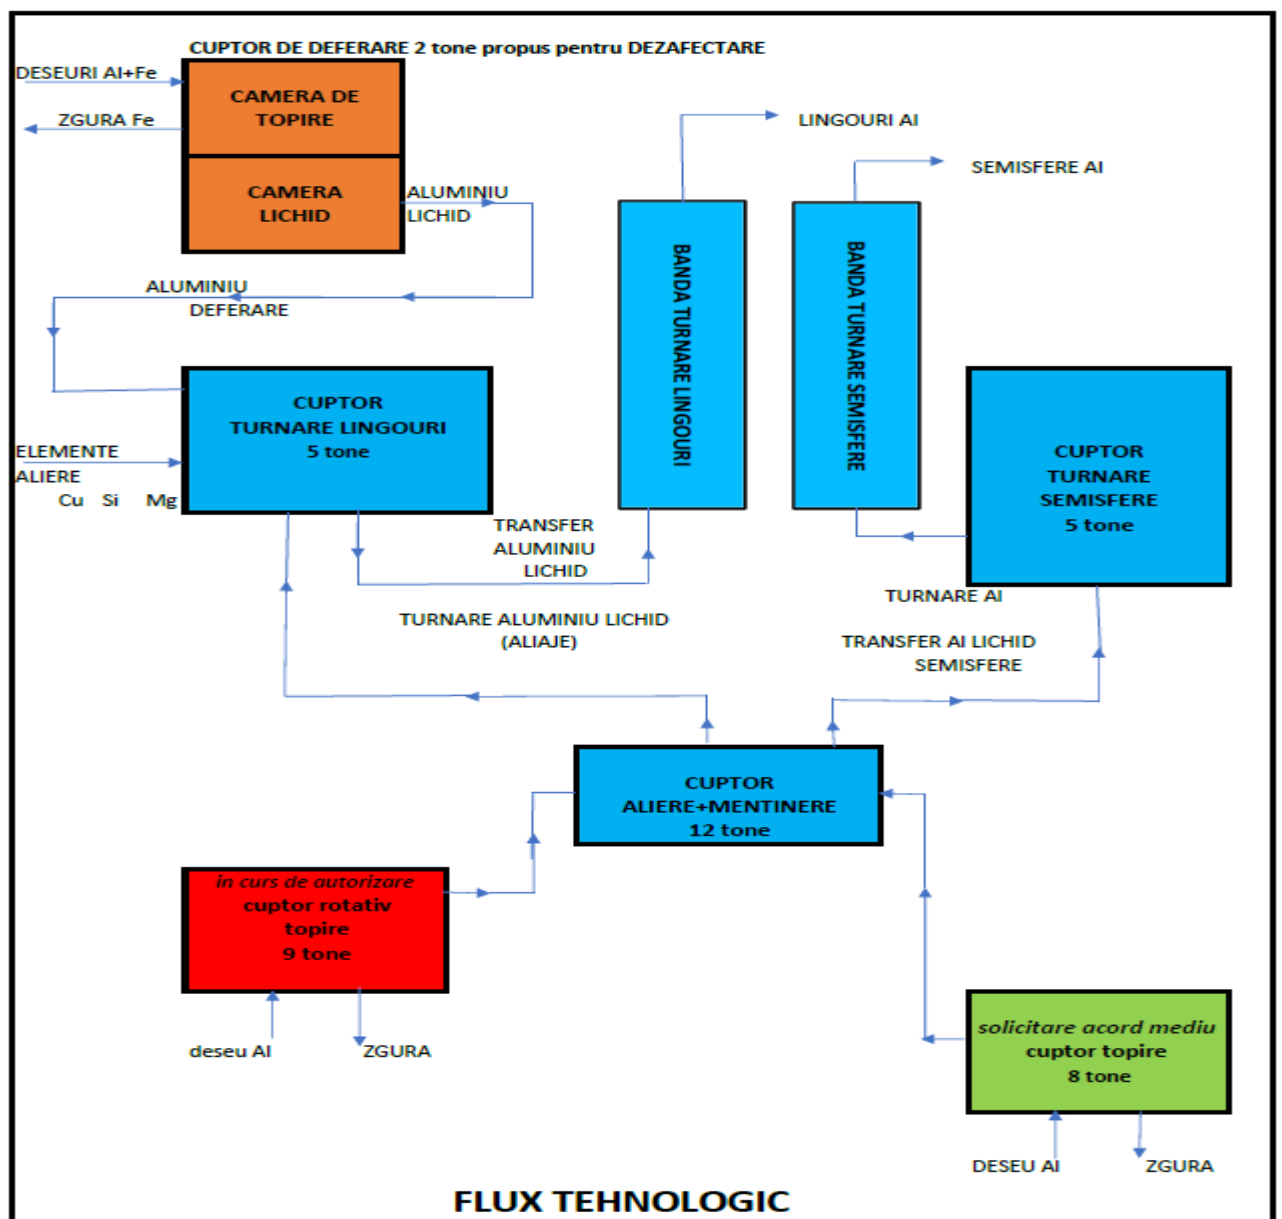 CUPTOR DE DEFERARE 2 tone propus pentru DEZAFECTARE
DESEURI Al+Fe
ZGURA Fe
CAMERA DE
TOPIRE
CAMERA
LICHID
ALUMINIU
LICHID
LINGOURI Al
SEMISFERE Al
BANDA TURNARE LINGOURI
BANDA TURNARE SEMISFERE
ALUMINIU
DEFERARE
CUPTOR
TURNARE LINGOURI
5 tone
ELEMENTE
ALIERE
Cu Si Mg
CUPTOR
TURNARE
SEMISFERE
5 tone
TRANSFER
ALUMINIU
LICHID
TURNARE Al
TURNARE ALUMINIU LICHID
(ALIAJE)
TRANSFER Al LICHID
SEMISFERE
CUPTOR
ALIERE+MENTINERE
12 tone
in curs de autorizare
cuptor rotativ
topire
9 tone
deseu Al
ZGURA
solicitare acord mediu
cuptor topire
8 tone
DESEU Al
ZGURA
FLUX TEHNOLOGIC